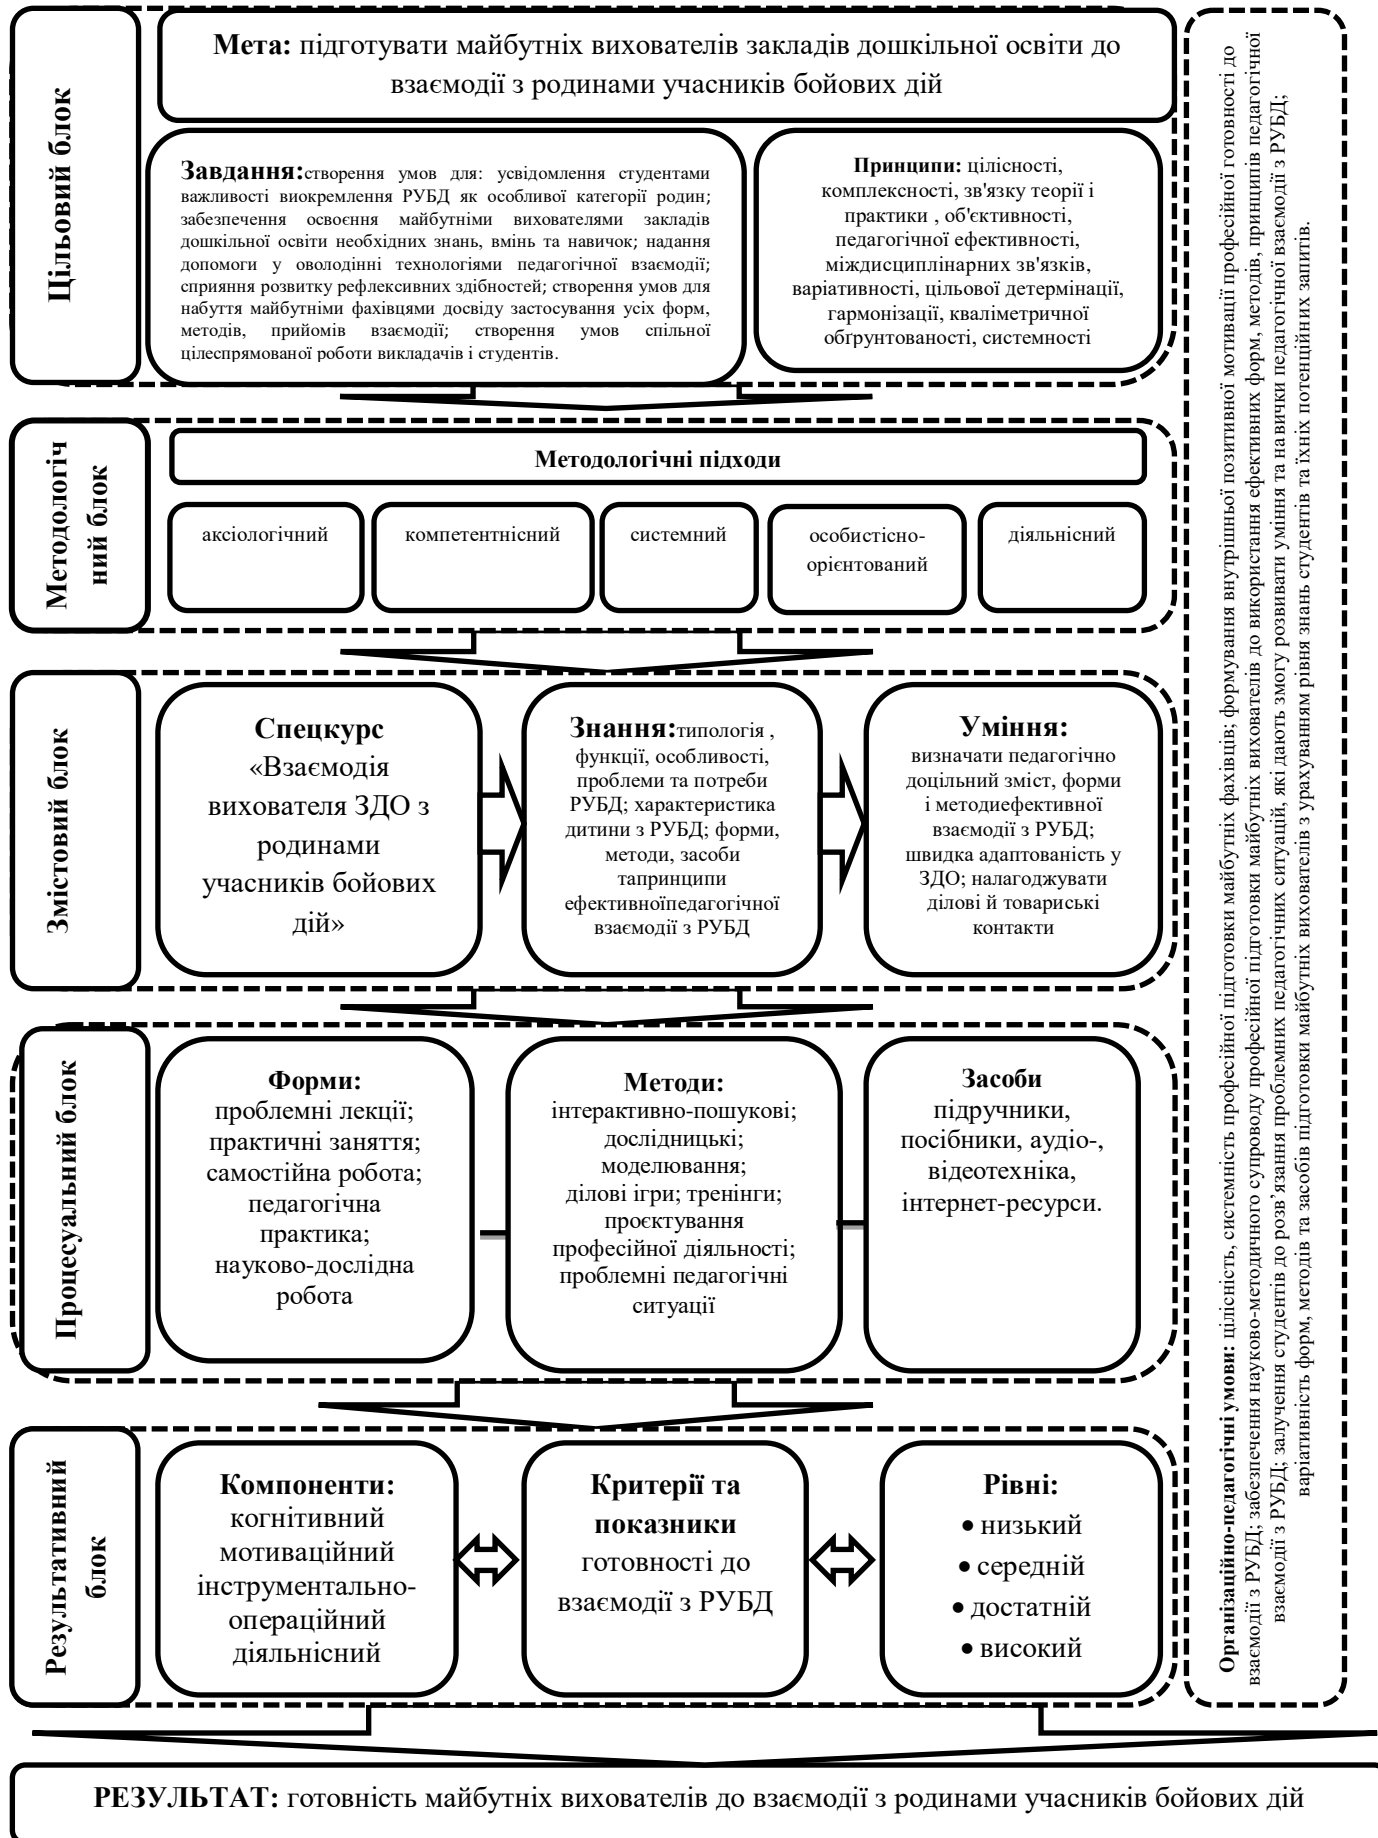 Цільовий блок
Мета: підготувати майбутніх вихователів закладів дошкільної освіти до
взаємодії з родинами учасників бойових дій
Завдання:створення умов для: усвідомлення студентами
важливості виокремлення РУБД як особливої категорії родин;
забезпечення освоєння майбутніми вихователями закладів
дошкільної освіти необхідних знань, вмінь та навичок; надання
допомоги у оволодінні технологіями педагогічної взаємодії;
сприяння розвитку рефлексивних здібностей; створення умов для
набуття майбутніми фахівцями досвіду застосування усіх форм,
методів, прийомів взаємодії; створення умов спільної
цілеспрямованої роботи викладачів і студентів.
Принципи: цілісності,
комплексності, зв'язку теорії і
практики , об'єктивності,
педагогічної ефективності,
міждисциплінарних зв'язків,
варіативності, цільової детермінації,
гармонізації, кваліметричної
обґрунтованості, системності
Методологіч
ний блок
Методологічні підходи
аксіологічний
компетентнісний
системний
особистісно-
орієнтований
діяльнісний
Змістовий блок
Спецкурс
«Взаємодія
вихователя ЗДО з
родинами
учасників бойових
дій»
Знання:типологія ,
функції, особливості,
проблеми та потреби
РУБД; характеристика
дитини з РУБД; форми,
методи, засоби
тапринципи
ефективноїпедагогічної
взаємодії з РУБД
Уміння:
визначати педагогічно
доцільний зміст, форми
і методиефективної
взаємодії з РУБД;
швидка адаптованість у
ЗДО; налагоджувати
ділові й товариські
контакти
Процесуальний блок
Форми:
проблемні лекції;
практичні заняття;
самостійна робота;
педагогічна
практика;
науково-дослідна
робота
Методи:
інтерактивно-пошукові;
дослідницькі;
моделювання;
ділові ігри; тренінги;
проєктування
професійної діяльності;
проблемні педагогічні
ситуації
Засоби
підручники,
посібники, аудіо-,
відеотехніка,
інтернет-ресурси.
Результативний
блок
Компоненти:
когнітивний
мотиваційний
інструментально-
операційний
діяльнісний
Критерії та
показники
готовності до
взаємодії з РУБД
Рівні:
• низький
• середній
• достатній
• високий
Організаційно-педагогічні умови: цілісність, системність професійної підготовки майбутніх фахівців; формування внутрішньої позитивної мотивації професійної готовності до
взаємодії з РУБД; забезпечення науково-методичного супроводу професійної підготовки майбутніх вихователів до використання ефективних форм, методів, принципів педагогічної
взаємодії з РУБД; залучення студентів до розв’язання проблемних педагогічних ситуацій, які дають змогу розвивати уміння та навички педагогічної взаємодії з РУБД;
варіативність форм, методів та засобів підготовки майбутніх вихователів з урахуванням рівня знань студентів та їхніх потенційних запитів.
РЕЗУЛЬТАТ: готовність майбутніх вихователів до взаємодії з родинами учасників бойових дій